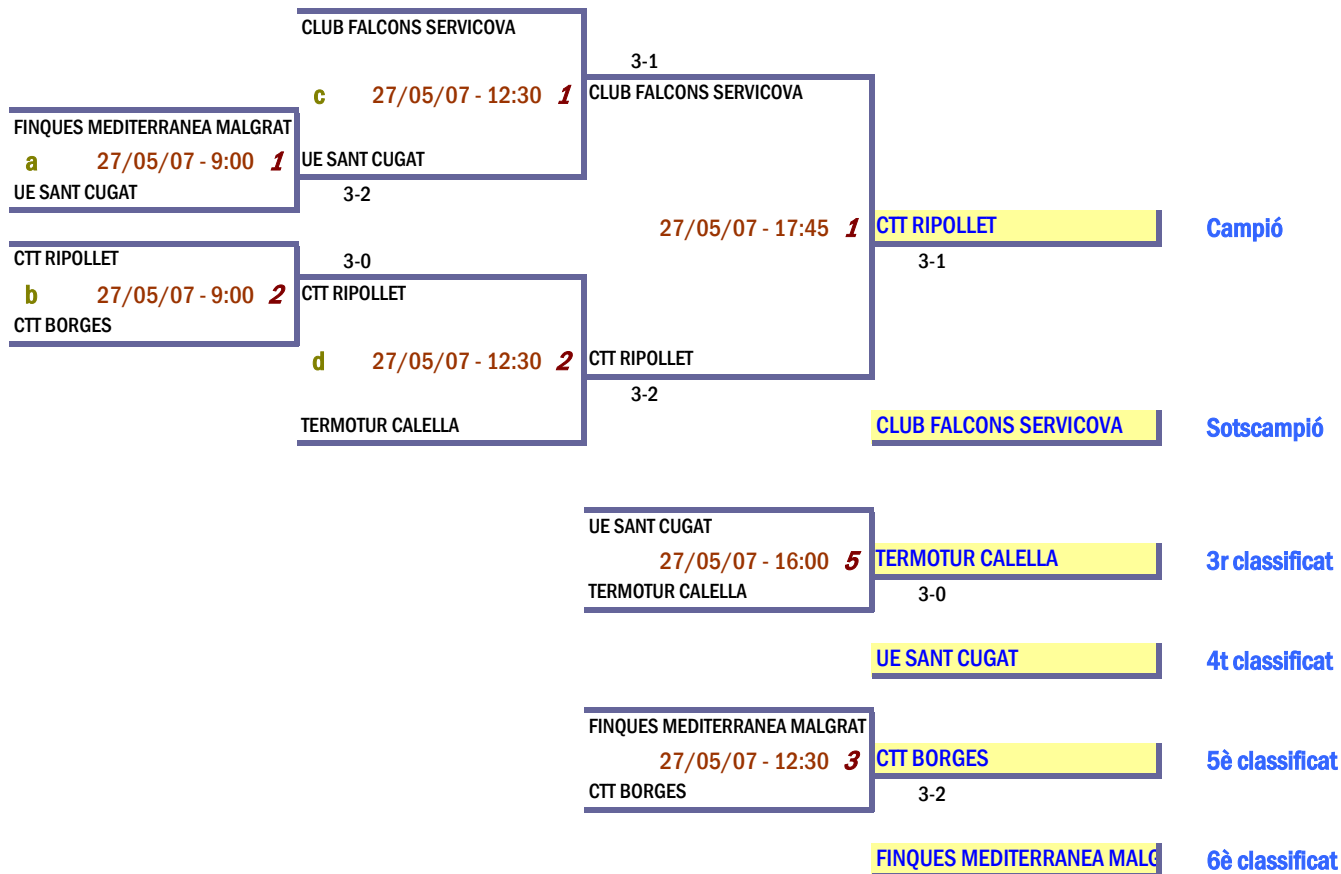 CLUB FALCONS SERVICOVA
3-1
c 27/05/07 - 12:30 1 CLUB FALCONS SERVICOVA
FINQUES MEDITERRANEA MALGRAT
a 27/05/07 - 9:00 1 UE SANT CUGAT
UE SANT CUGAT 3-2
27/05/07 - 17:45 1 CTT RIPOLLET Campió
CTT RIPOLLET 3-0 3-1
b 27/05/07 - 9:00 2 CTT RIPOLLET
CTT BORGES
d 27/05/07 - 12:30 2 CTT RIPOLLET
3-2
TERMOTUR CALELLA CLUB FALCONS SERVICOVA Sotscampió
UE SANT CUGAT
27/05/07 - 16:00 5 TERMOTUR CALELLA 3r classificat
TERMOTUR CALELLA 3-0
UE SANT CUGAT 4t classificat
FINQUES MEDITERRANEA MALGRAT
27/05/07 - 12:30 3 CTT BORGES 5è classificat
CTT BORGES 3-2
FINQUES MEDITERRANEA MALG 6è classificat